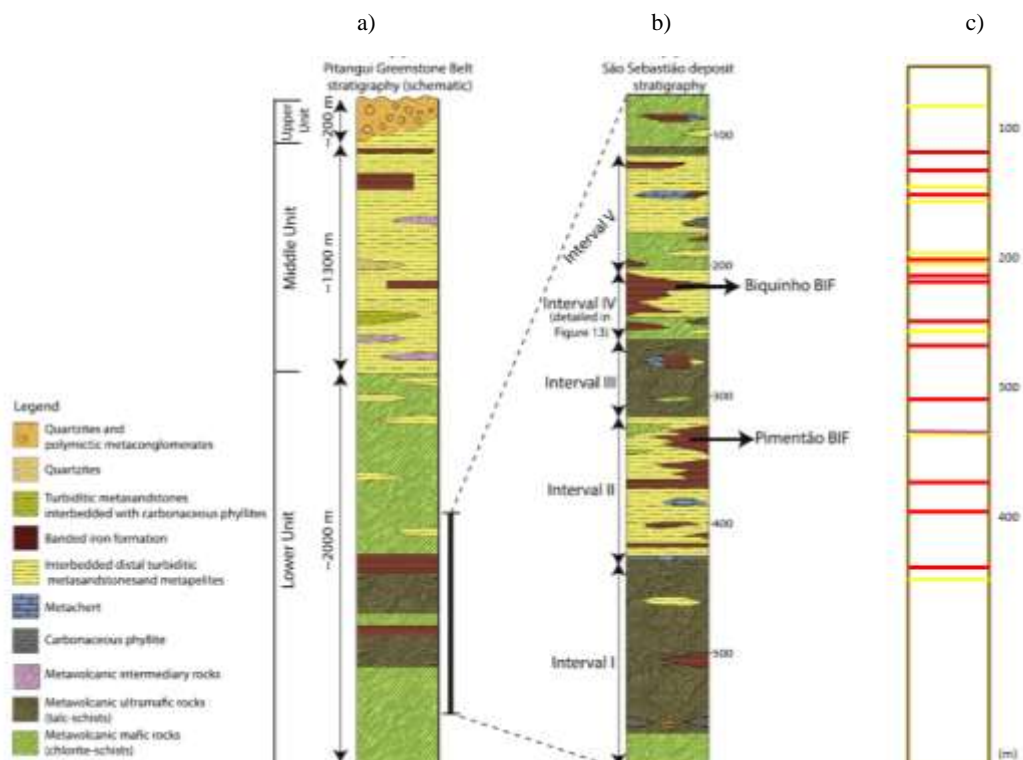 a)
b)
c)
Pitangui Greenstone Belt
stratigraphy (schematic)
São Sebastião deposit
stratigraphy
Upper
Unit
~200 m
Middle Unit
~1300 m
Lower Unit
~2000 m
Legend
Quartzites and
polymictic metaconglomerates
Quartzites
Turbiditic metasandstones
interbedded with carbonaceous phyllites
Banded iron formation
Interbedded distal turbiditic
metasandstonesand metapelites
Metachert
Carbonaceous phyllite
Metavolcanic intermediary rocks
Metavolcanic ultramafic rocks
(talc-schists)
Metavolcanic mafic rocks
(chlorite-schists)
Interval V
Interval IV
(detailed in
Figure 13)
Interval III
Interval II
Interval I
100
200
300
400
500
Biquinho BIF
Pimentão BIF
100
200
300
400
(m)